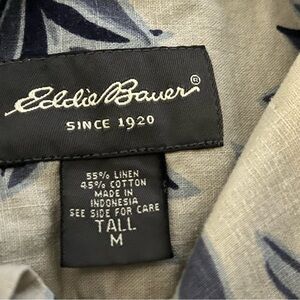 Eddie Bauer®
SINCE 1920
55% LINEN
45% COTTON
MADE IN
INDONESIA
SEE SIDE FOR CARE
TALL
M